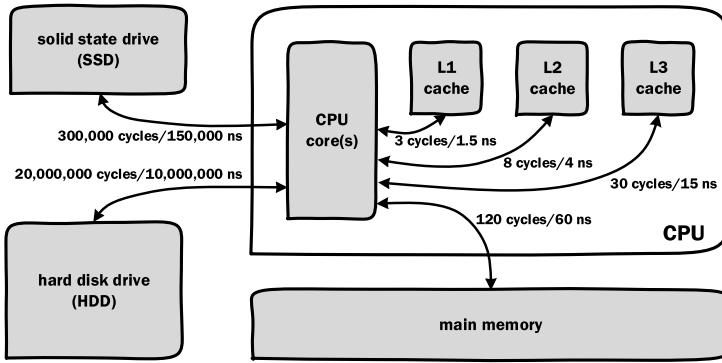 solid state drive
(SSD)
L1
cache
L2
cache
L3
cache
CPU
core(s)
300,000 cycles/150,000 ns
3 cycles/1.5 ns
8 cycles/4 ns
20,000,000 cycles/10,000,000 ns
30 cycles/15 ns
120 cycles/60 ns
CPU
hard disk drive
(HDD)
main memory